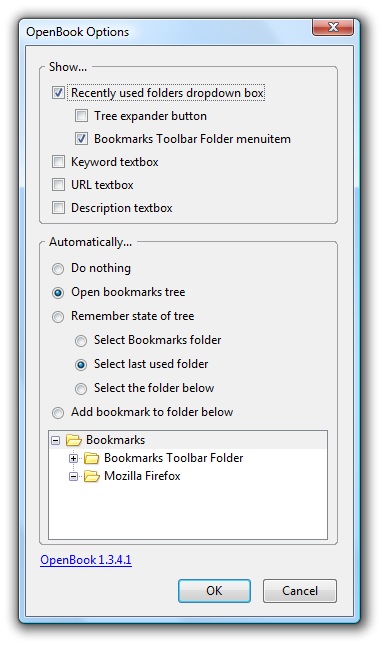 OpenBook Options
Show...
Recently used folders dropdown box
Tree expander button
Bookmarks Toolbar Folder menuitem
Keyword textbox
URL textbox
Description textbox
Automatically...
Do nothing
Open bookmarks tree
Remember state of tree
Select Bookmarks folder
Select last used folder
Select the folder below
Add bookmark to folder below
Bookmarks
Bookmarks Toolbar Folder
Mozilla Firefox
OpenBook 1.3.4.1
OK Cancel